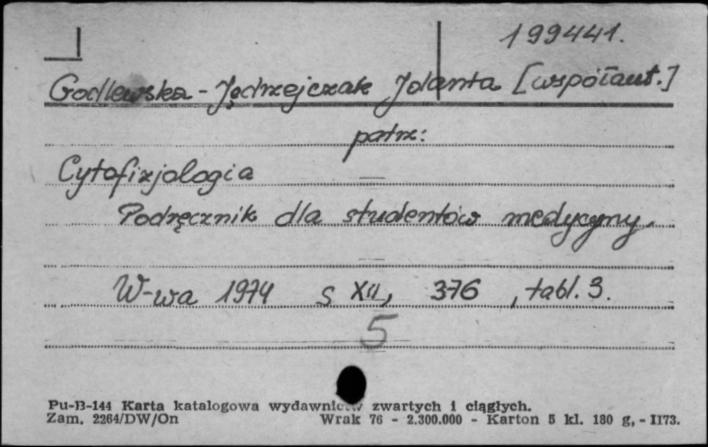 199441.
Godlewska-Jędrzejczak Jolanta [współaut.]
patrz:
Cytofizjologia
Podręcznik dla studentów medycyny.
W-wa 1974 s XII, 376, tabl. 3.
5
Pu-B-144 Karta katalogowa wydawnictw zwartych i ciągłych.
Zam. 2264/DW/On Wrak 76 - 2.300.000 - Karton 5 kl. 180 g, - II73.